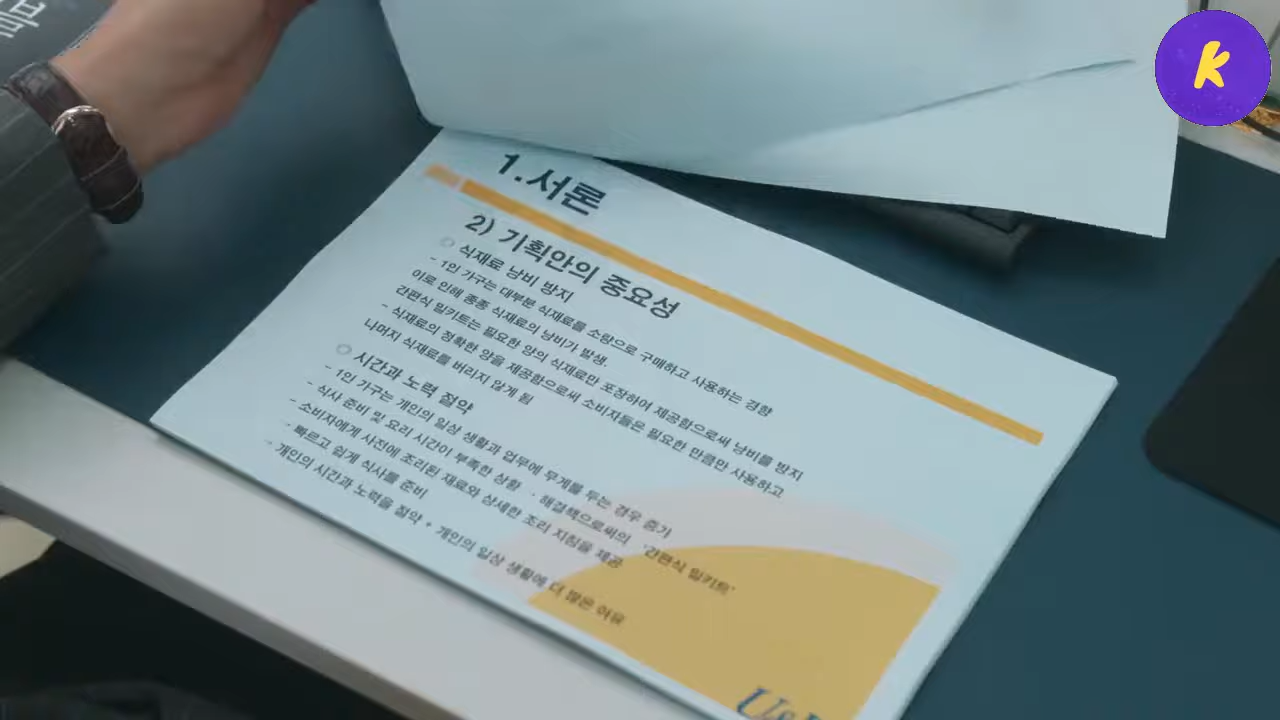 1.서론
2) 기획안의 중요성
식재료 낭비 방지
- 1인 가구는 대부분 식재료를 소량으로 구매하고 사용하는 경향
이로 인해 종종 식재료의 낭비가 발생.
간편식 밀키트는 필요한 양의 식재료만 포장하여 제공함으로써 낭비를 방지
- 식재료의 정확한 양을 제공함으로써 소비자들은 필요한 만큼만 사용하고
나머지 식재료를 버리지 않게 됨
시간과 노력 절약
- 1인 가구는 개인의 일상 생활과 업무에 무게를 두는 경우 증가
- 식사 준비 및 요리 시간이 부족한 상황 - 해결책으로써의 '간편식 밀키트'
- 소비자에게 사전에 조리된 재료와 상세한 조리 지침을 제공
- 빠르고 쉽게 식사를 준비
- 개인의 시간과 노력을 절약 + 개인의 일상 생활에 더 많은 여유
K